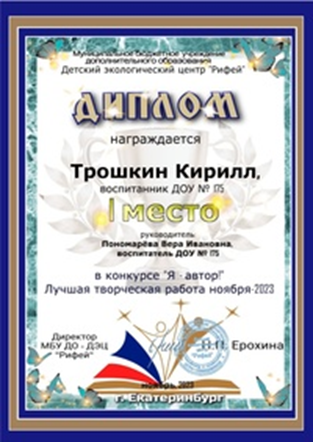 Муниципальное бюджетное учреждение
дополнительного образования
Детский экологический центр "Рифей"
ДИПЛОМ
награждается
Трошкин Кирилл,
воспитанник ДОУ № 175
I место
руководитель:
Пономарёва Вера Ивановна,
воспитатель ДОУ № 175
в конкурсе "Я - автор!"
Лучшая творческая работа ноября-2023
Директор
МБУ ДО - ДЭЦ
"Рифей"
Ерохина
ноябрь, 2023
г. Екатеринбург